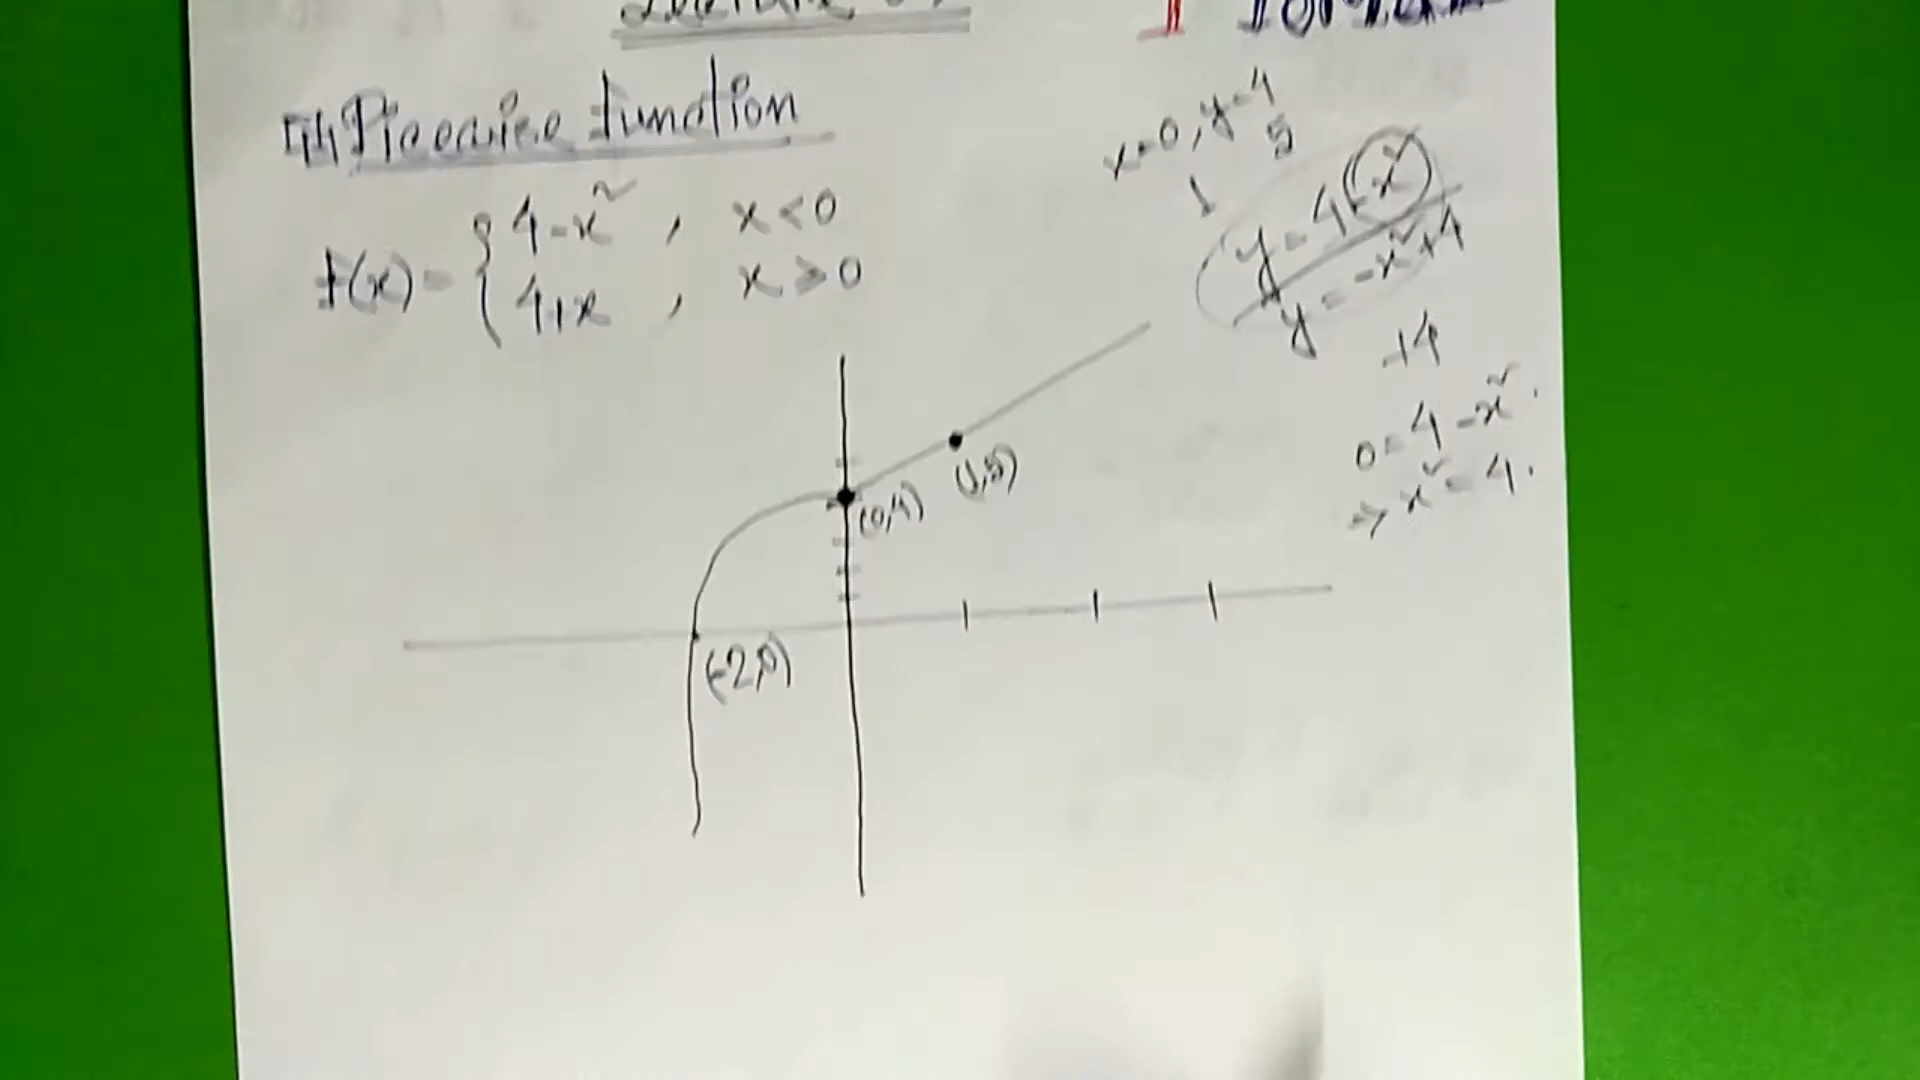 Piecewise function
f(x) = { 4-x² , x<0
4+x , x≥0
x=0, y=4
1 5
y=4-x²
y=-x²+4
+4
0=4-x²
⇒ x²=4.
(1,5)
(0,4)
(-2,0)